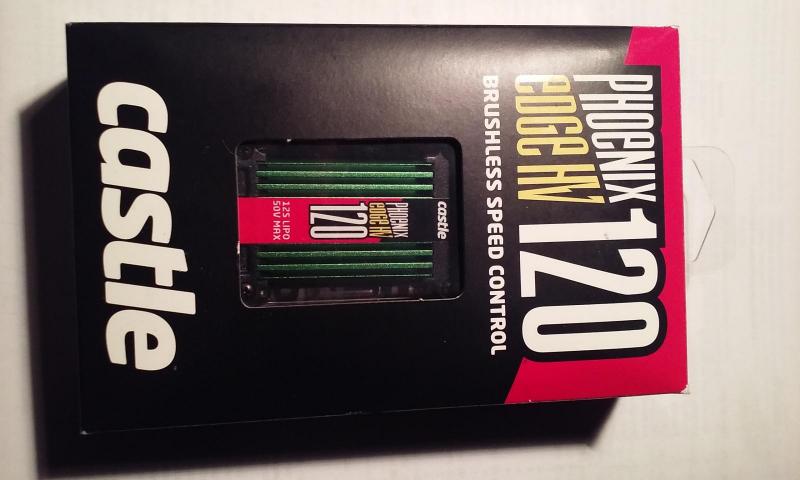 PHOENIX
EDGE HV 120
BRUSHLESS SPEED CONTROL
castle
PHOENIX
EDGE HV
120
12S LIPO
50V MAX
castle